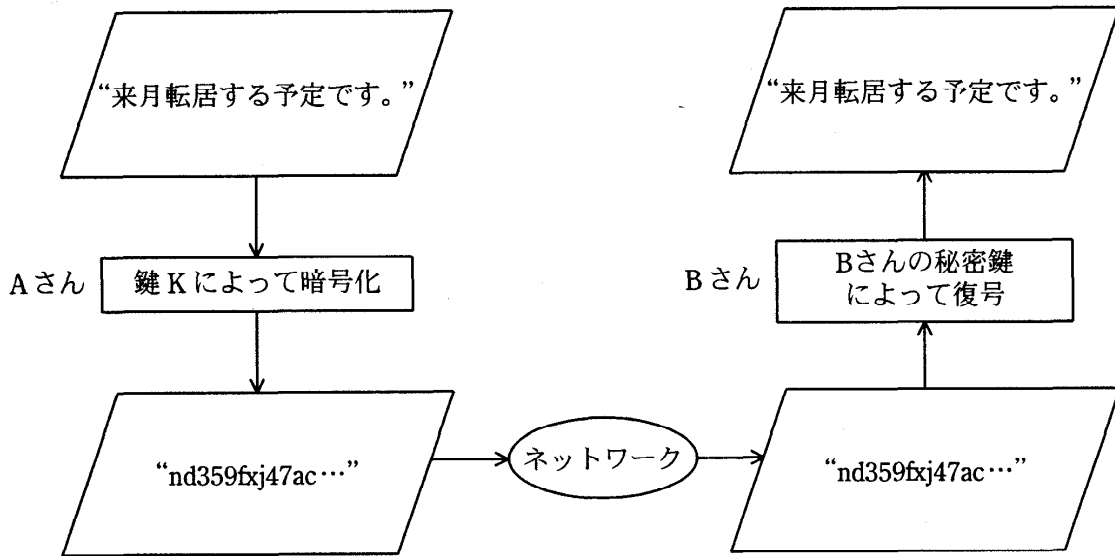 “来月転居する予定です。”
Aさん
鍵Kによって暗号化
“nd359fxj47ac…”
ネットワーク
“来月転居する予定です。”
Bさん
Bさんの秘密鍵
によって復号
“nd359fxj47ac…”